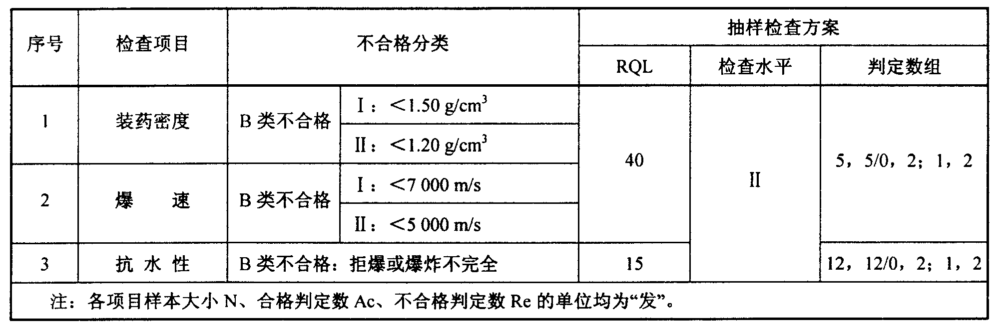 序号 检查项目 不合格分类 抽样检查方案
RQL 检查水平 判定数组
1 装药密度 B 类不合格 Ⅰ：＜1.50 g/cm³ 40 Ⅱ 5，5/0，2；1，2
Ⅱ：＜1.20 g/cm³
2 爆 速 B 类不合格 Ⅰ：＜7 000 m/s
Ⅱ：＜5 000 m/s
3 抗 水 性 B 类不合格：拒爆或爆炸不完全 15 12，12/0，2；1，2
注：各项目样本大小 N、合格判定数 Ac、不合格判定数 Re 的单位均为“发”。